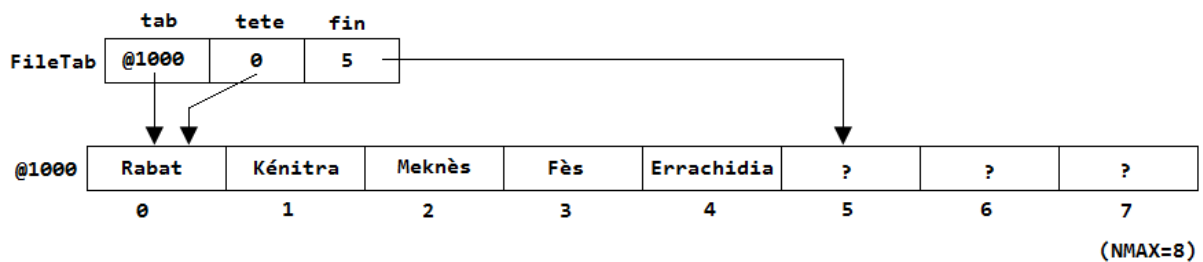 tab tete fin
FileTab @1000 0 5
@1000 Rabat Kénitra Meknès Fès Errachidia ? ? ?
0 1 2 3 4 5 6 7
(NMAX=8)